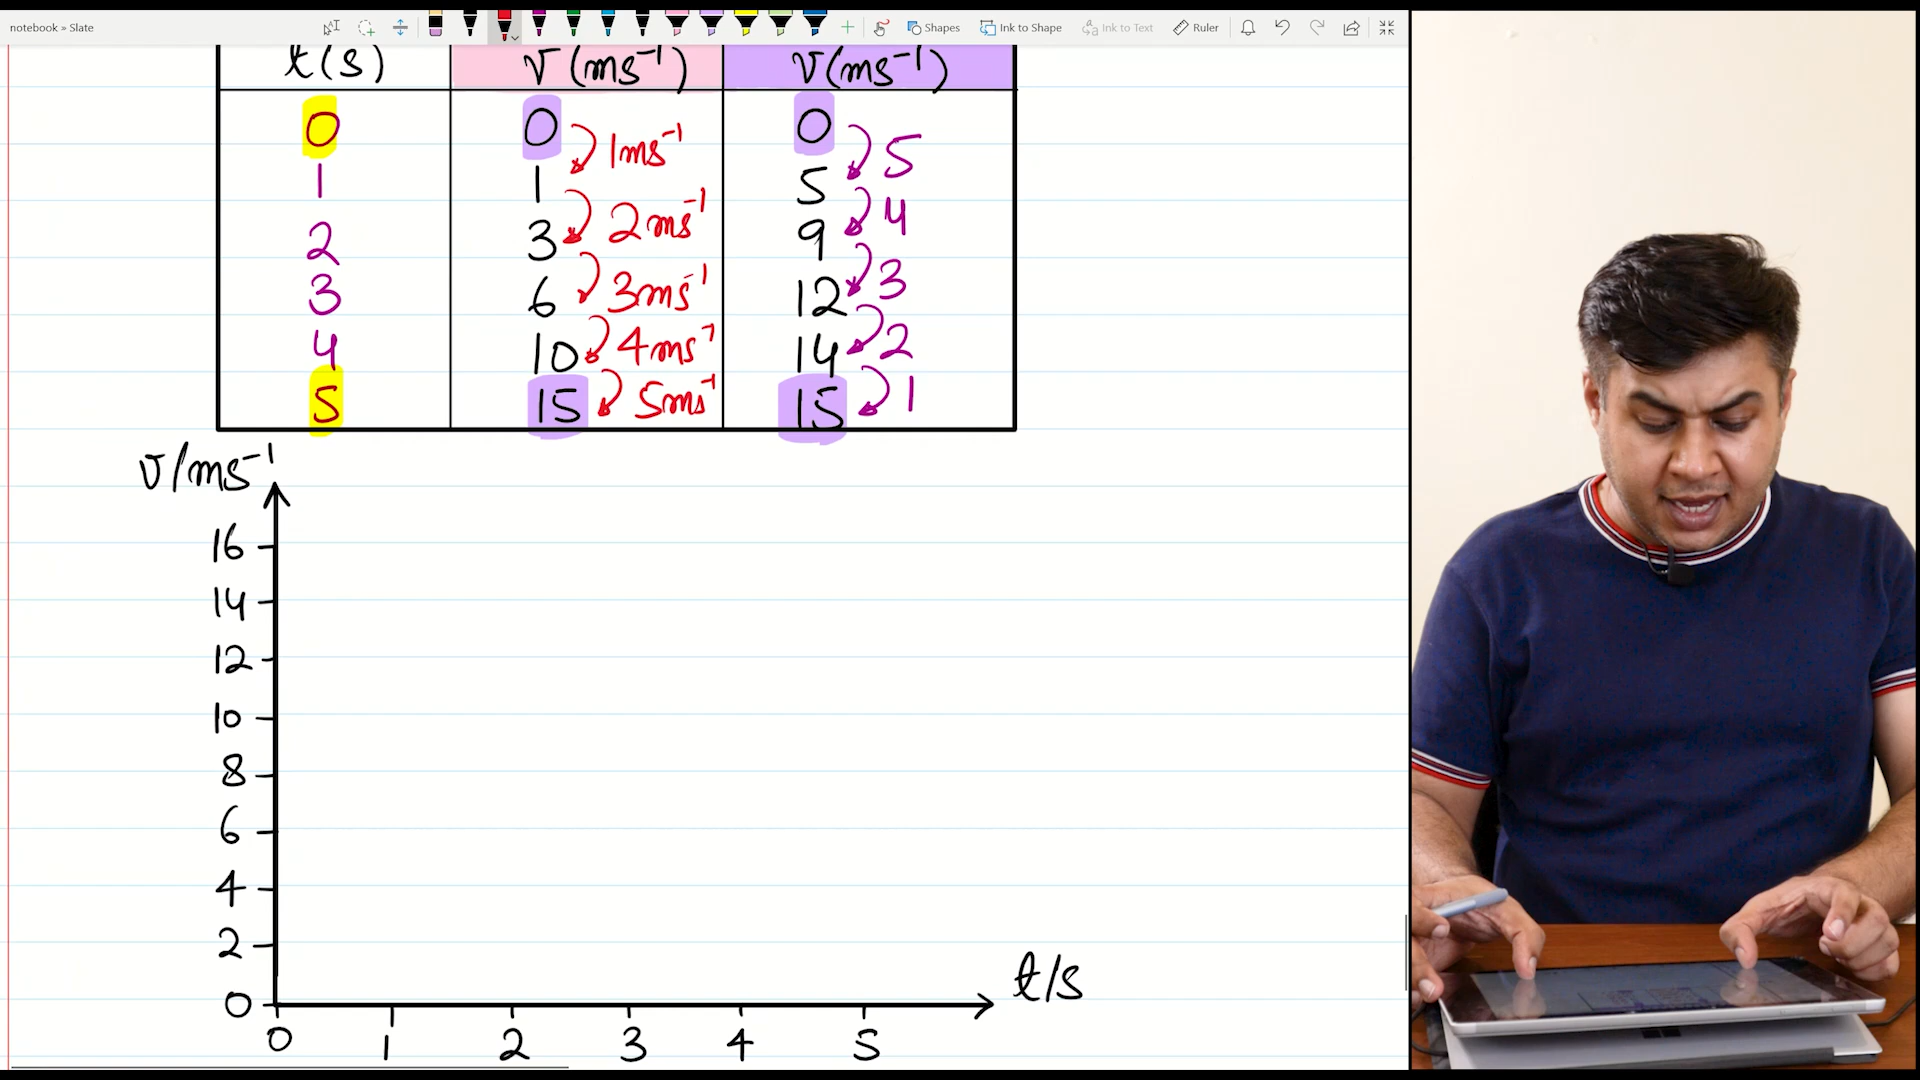 notebook » Slate Shapes Ink to Shape Ink to Text Ruler
t(s) v(ms⁻¹) v(ms⁻¹)
0 0 0
1ms⁻¹ 5
1 1 5
2ms⁻¹ 4
2 3 9
3ms⁻¹ 3
3 6 12
4ms⁻¹ 2
4 10 14
5ms⁻¹ 1
5 15 15
v/ms⁻¹
16
14
12
10
8
6
4
2
0
t/s
0 1 2 3 4 5